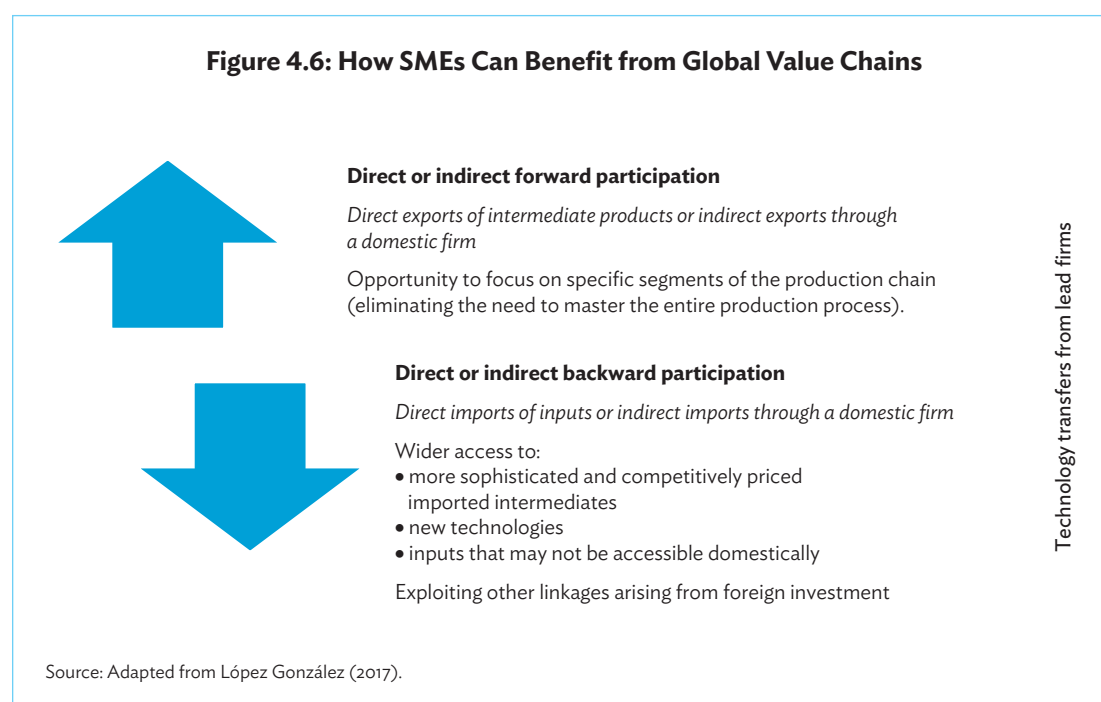 Figure 4.6: How SMEs Can Benefit from Global Value Chains
Direct or indirect forward participation
Direct exports of intermediate products or indirect exports through
a domestic firm
Opportunity to focus on specific segments of the production chain
(eliminating the need to master the entire production process).
Direct or indirect backward participation
Direct imports of inputs or indirect imports through a domestic firm
Wider access to:
• more sophisticated and competitively priced
imported intermediates
• new technologies
• inputs that may not be accessible domestically
Exploiting other linkages arising from foreign investment
Technology transfers from lead firms
Source: Adapted from López González (2017).